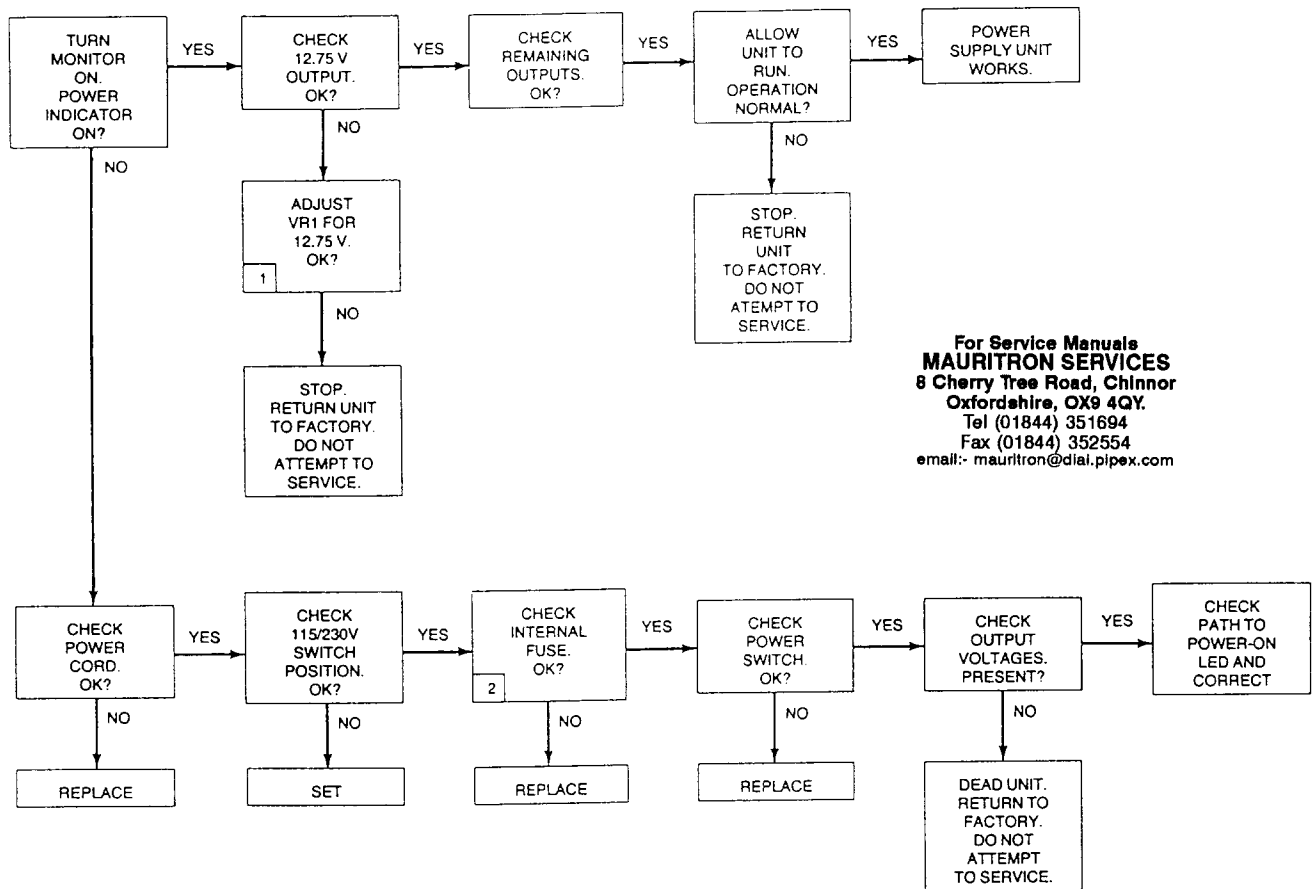 TURN
MONITOR
ON.
POWER
INDICATOR
ON?
YES
CHECK
12.75 V
OUTPUT.
OK?
YES
CHECK
REMAINING
OUTPUTS.
OK?
YES
ALLOW
UNIT TO
RUN.
OPERATION
NORMAL?
YES
POWER
SUPPLY UNIT
WORKS.
NO
NO
NO
ADJUST
VR1 FOR
12.75 V.
OK?
1
STOP.
RETURN
UNIT
TO FACTORY.
DO NOT
ATEMPT TO
SERVICE.
NO
STOP.
RETURN UNIT
TO FACTORY.
DO NOT
ATTEMPT TO
SERVICE.
For Service Manuals
MAURITRON SERVICES
8 Cherry Tree Road, Chinnor
Oxfordshire, OX9 4QY.
Tel (01844) 351694
Fax (01844) 352554
email:- mauritron@dial.pipex.com
CHECK
POWER
CORD.
OK?
YES
CHECK
115/230V
SWITCH
POSITION.
OK?
YES
CHECK
INTERNAL
FUSE.
OK?
2
YES
CHECK
POWER
SWITCH.
OK?
YES
CHECK
OUTPUT
VOLTAGES.
PRESENT?
YES
CHECK
PATH TO
POWER-ON
LED AND
CORRECT
NO
NO
NO
NO
NO
REPLACE
SET
REPLACE
REPLACE
DEAD UNIT.
RETURN TO
FACTORY.
DO NOT
ATTEMPT
TO SERVICE.